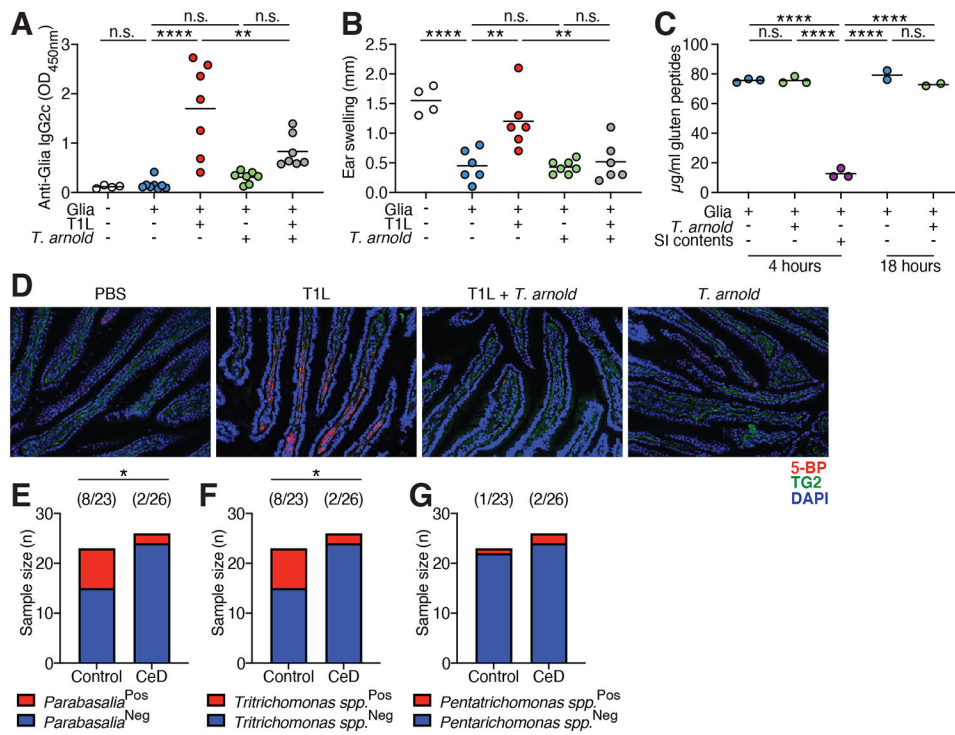 A
n.s.
n.s.
n.s. **** **
Anti-Glia IgG2c (OD450nm)
3
2
1
0
Glia - + + + +
T1L - - + - +
T. arnold - - - + +
B
n.s. n.s.
**** ** **
Ear swelling (mm)
2.5
2.0
1.5
1.0
0.5
0.0
Glia - + + + +
T1L - - + - +
T. arnold - - - + +
C
**** ****
n.s. **** **** n.s.
µg/ml gluten peptides
100
80
60
40
20
0
Glia + + + + +
T. arnold - + - - +
SI contents - - + - -
4 hours 18 hours
D
PBS T1L T1L + T. arnold T. arnold
5-BP
TG2
DAPI
E
*
(8/23) (2/26)
Sample size (n)
30
20
10
0
Control CeD
ParabasaliaPos
ParabasaliaNeg
F
*
(8/23) (2/26)
Sample size (n)
30
20
10
0
Control CeD
Tritrichomonas spp.Pos
Tritrichomonas spp.Neg
G
(1/23) (2/26)
Sample size (n)
30
20
10
0
Control CeD
Pentatrichomonas spp.Pos
Pentarichomonas spp.Neg